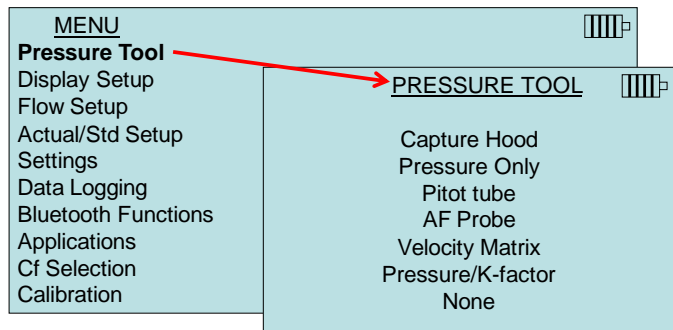 MENU
Pressure Tool
Display Setup
Flow Setup
Actual/Std Setup
Settings
Data Logging
Bluetooth Functions
Applications
Cf Selection
Calibration
PRESSURE TOOL
Capture Hood
Pressure Only
Pitot tube
AF Probe
Velocity Matrix
Pressure/K-factor
None